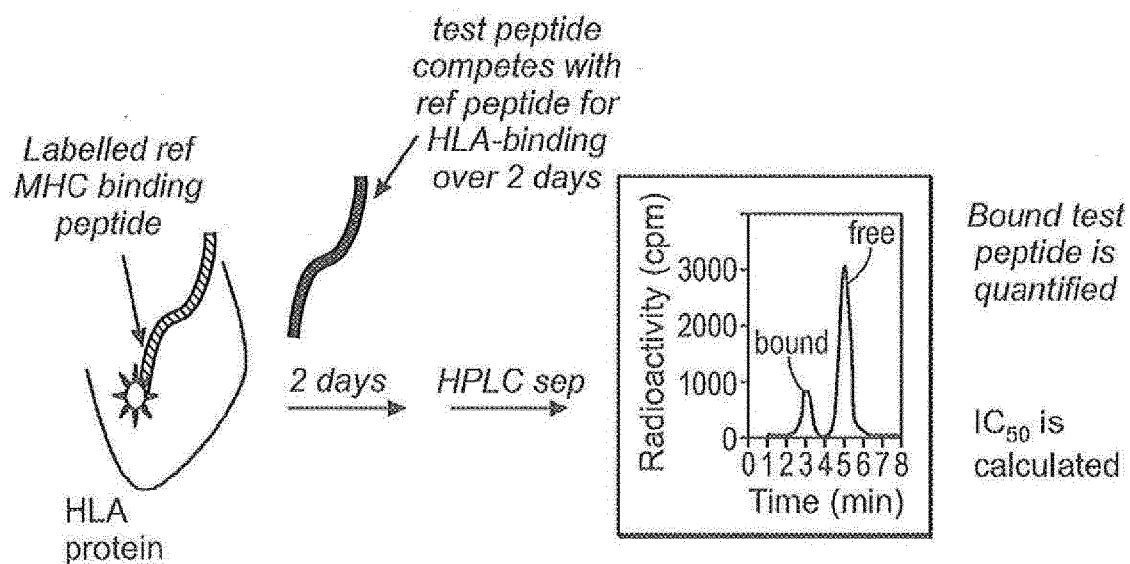 test peptide
competes with
ref peptide for
HLA-binding
over 2 days
Labelled ref
MHC binding
peptide
HLA
protein
2 days
HPLC sep
Radioactivity (cpm)
3000
2000
1000
0
free
bound
0 1 2 3 4 5 6 7 8
Time (min)
Bound test
peptide is
quantified
IC50 is
calculated